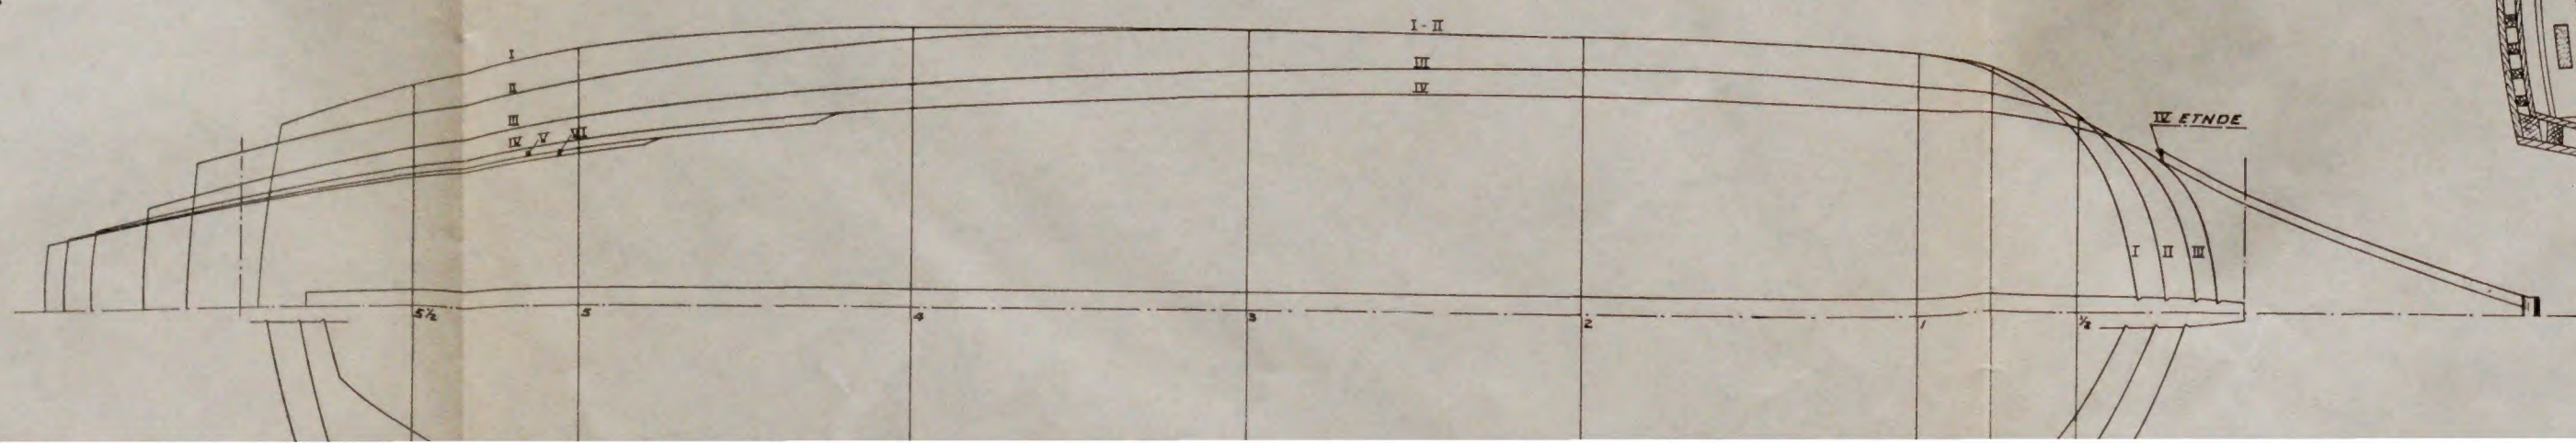 I
I - II
II
III
IV
III
IV V VI
IV ETNDE
I II III
5½ 5 4 3 2 1 ½